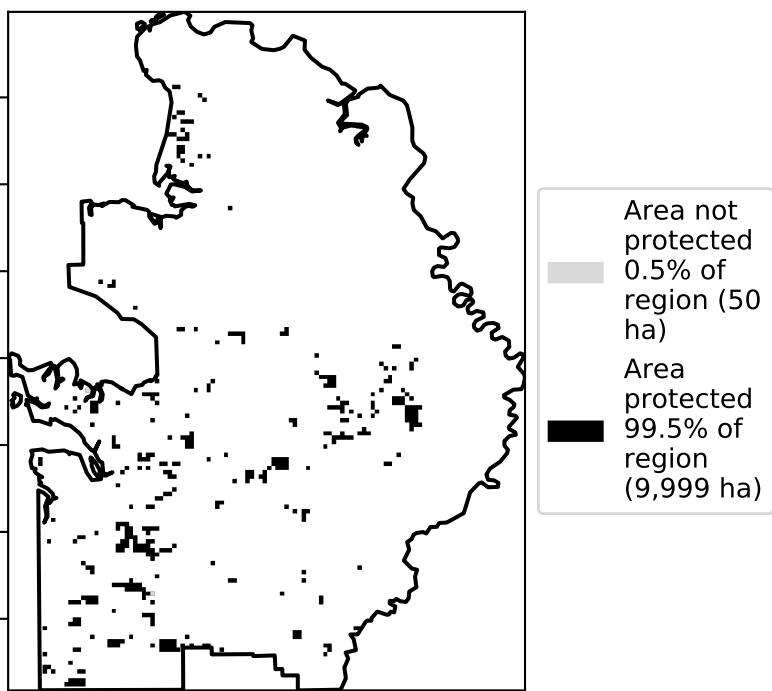 Area not
protected
0.5% of
region (50
ha)
Area
protected
99.5% of
region
(9,999 ha)